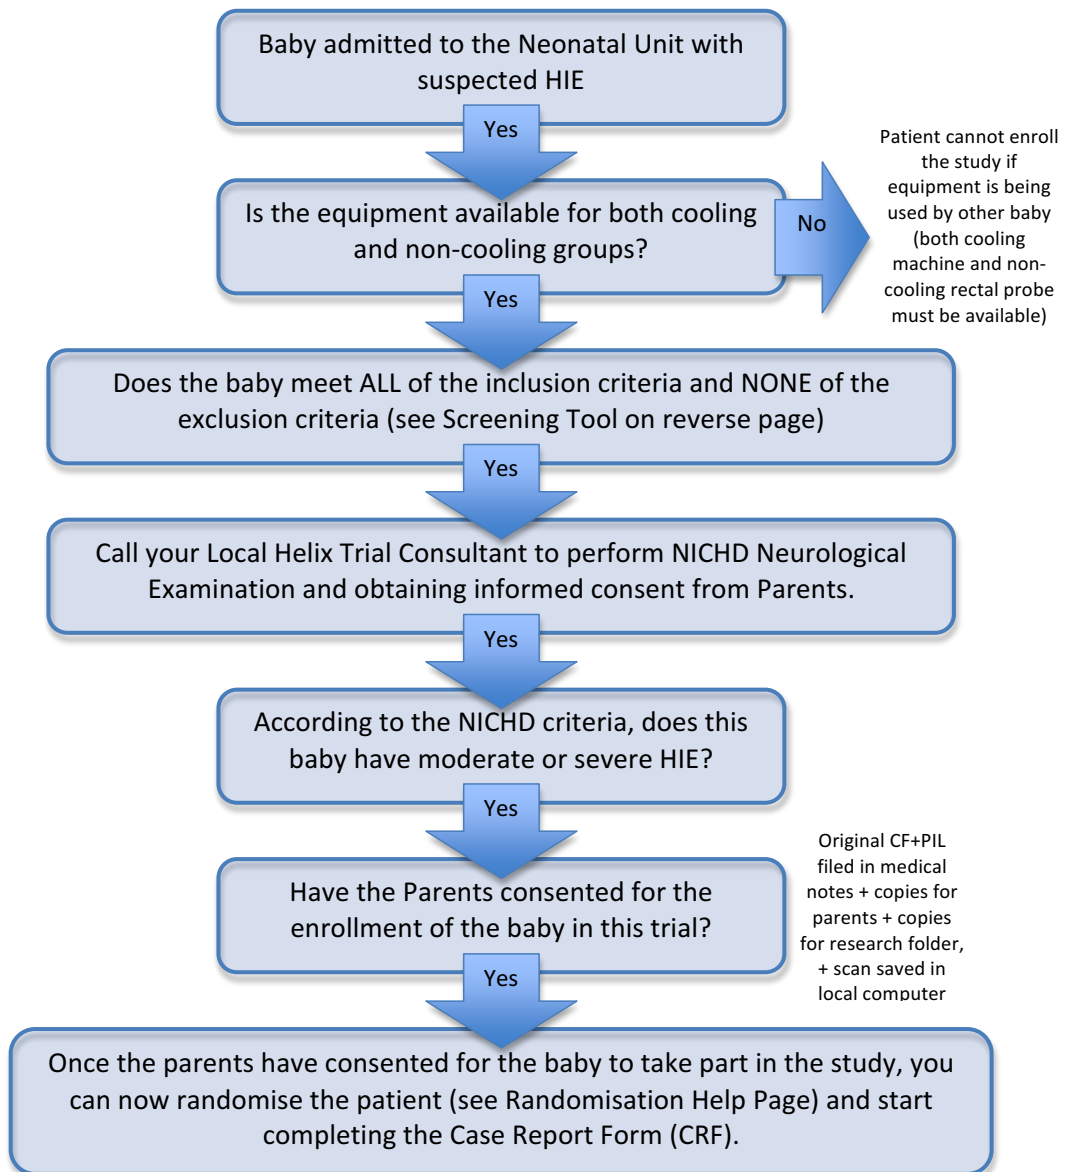 Baby admitted to the Neonatal Unit with
suspected HIE
Yes
Is the equipment available for both cooling
and non-cooling groups?
No
Patient cannot enroll
the study if
equipment is being
used by other baby
(both cooling
machine and non-
cooling rectal probe
must be available)
Yes
Does the baby meet ALL of the inclusion criteria and NONE of the
exclusion criteria (see Screening Tool on reverse page)
Yes
Call your Local Helix Trial Consultant to perform NICHD Neurological
Examination and obtaining informed consent from Parents.
Yes
According to the NICHD criteria, does this
baby have moderate or severe HIE?
Yes
Have the Parents consented for the
enrollment of the baby in this trial?
Original CF+PIL
filed in medical
notes + copies for
parents + copies
for research folder,
+ scan saved in
local computer
Yes
Once the parents have consented for the baby to take part in the study, you
can now randomise the patient (see Randomisation Help Page) and start
completing the Case Report Form (CRF).